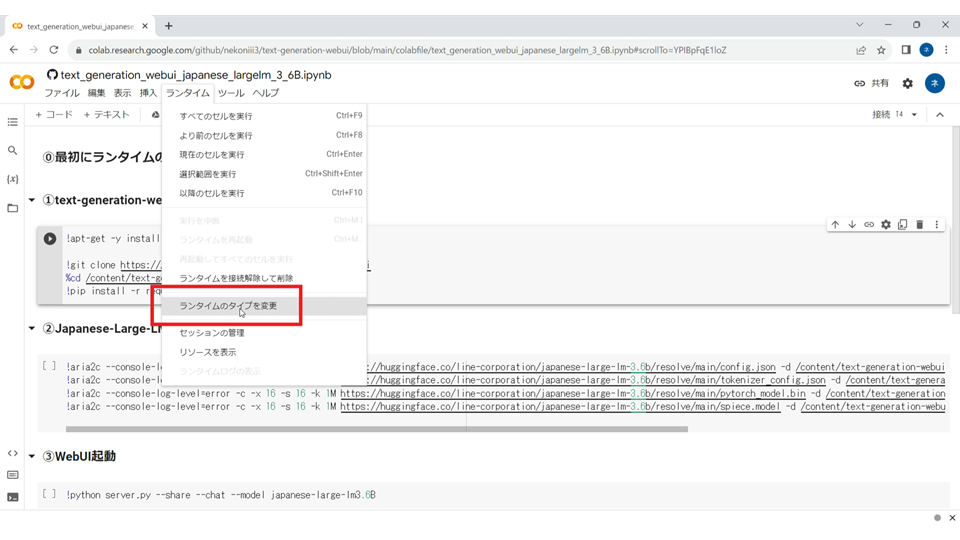 text_generation_webui_japanese_
colab.research.google.com/github/nekoniii3/text-generation-webui/blob/main/colabfile/text_generation_webui_japanese_largelm_3_6B.ipynb#scrollTo=YPIBpFqE1IoZ
ネ
text_generation_webui_japanese_largelm_3_6B.ipynb
ファイル 編集 表示 挿入 ランタイム ツール ヘルプ
共有
ネ
+ コード + テキスト
接続 T4
すべてのセルを実行 Ctrl+F9
より前のセルを実行 Ctrl+F8
現在のセルを実行 Ctrl+Enter
選択範囲を実行 Ctrl+Shift+Enter
以降のセルを実行 Ctrl+F10
実行を中断 Ctrl+M I
ランタイムを再起動 Ctrl+M .
再起動してすべてのセルを実行
ランタイムを接続解除して削除
ランタイムのタイプを変更
セッションの管理
リソースを表示
ランタイムログの表示
⓪最初にランタイムの
①text-generation-we
!apt-get -y install
!git clone https:/
%cd /content/text-ge
!pip install -r req
②Japanese-Large-L
[ ] !aria2c --console-l
://huggingface.co/line-corporation/japanese-large-lm-3.6b/resolve/main/config.json -d /content/text-generation-webui
!aria2c --console-l
://huggingface.co/line-corporation/japanese-large-lm-3.6b/resolve/main/tokenizer_config.json -d /content/text-genera
!aria2c --console-log-level=error -c -x 16 -s 16 -k 1M https://huggingface.co/line-corporation/japanese-large-lm-3.6b/resolve/main/pytorch_model.bin -d /content/text-generation
!aria2c --console-log-level=error -c -x 16 -s 16 -k 1M https://huggingface.co/line-corporation/japanese-large-lm-3.6b/resolve/main/spiece.model -d /content/text-generation-webu
③WebUI起動
[ ] !python server.py --share --chat --model japanese-large-lm3.6B